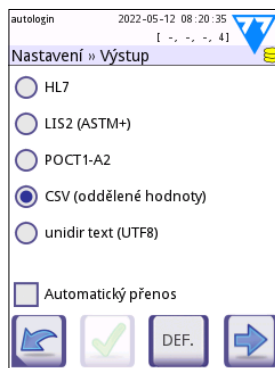 autologin 2022-05-12 08:20:35
[ -, -, -, 4]
77
Nastavení » Výstup
HL7
LIS2 (ASTM+)
POCT1-A2
CSV (oddělené hodnoty)
unidir text (UTF8)
Automatický přenos
DEF.